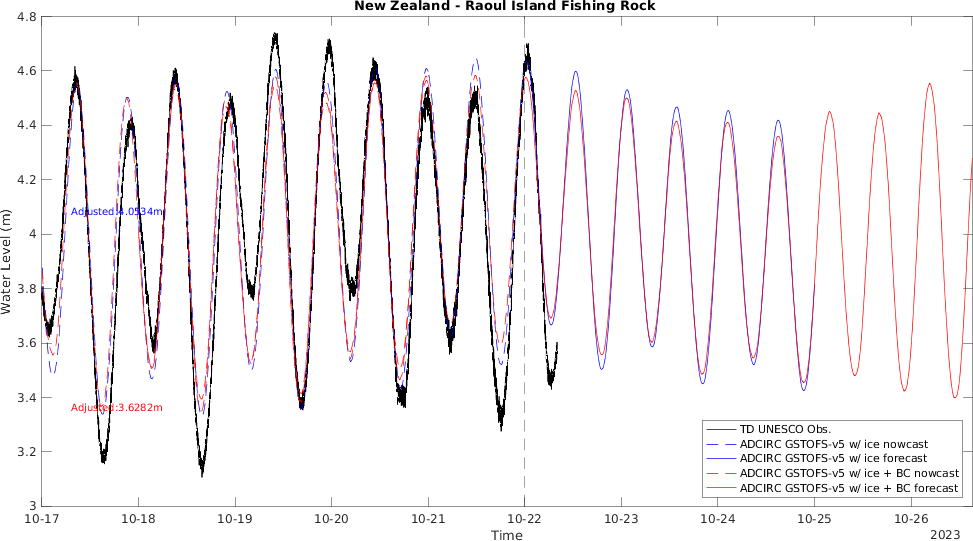 New Zealand - Raoul Island Fishing Rock
4.8
4.6
4.4
4.2
4
3.8
3.6
3.4
3.2
3
Water Level (m)
Adjusted:4.0534m
Adjusted:3.6282m
TD UNESCO Obs.
ADCIRC GSTOFS-v5 w/ ice nowcast
ADCIRC GSTOFS-v5 w/ ice forecast
ADCIRC GSTOFS-v5 w/ ice + BC nowcast
ADCIRC GSTOFS-v5 w/ ice + BC forecast
10-17 10-18 10-19 10-20 10-21 10-22 10-23 10-24 10-25 10-26
Time
2023